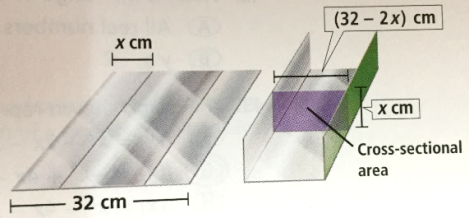 (32 – 2x) cm
x cm
x cm
Cross-sectional
area
32 cm